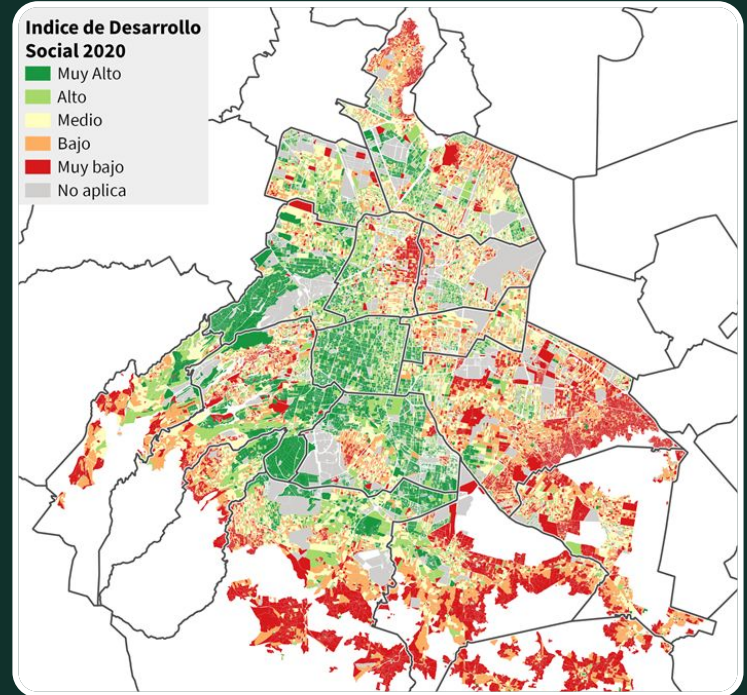 Indice de Desarrollo
Social 2020
Muy Alto
Alto
Medio
Bajo
Muy bajo
No aplica